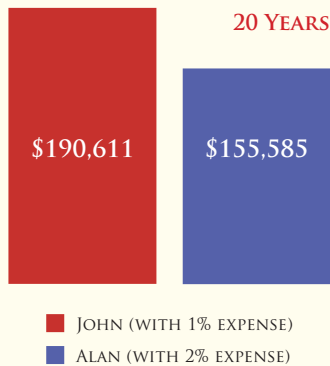 20 YEARS
$190,611
$155,585
JOHN (WITH 1% EXPENSE)
ALAN (WITH 2% EXPENSE)